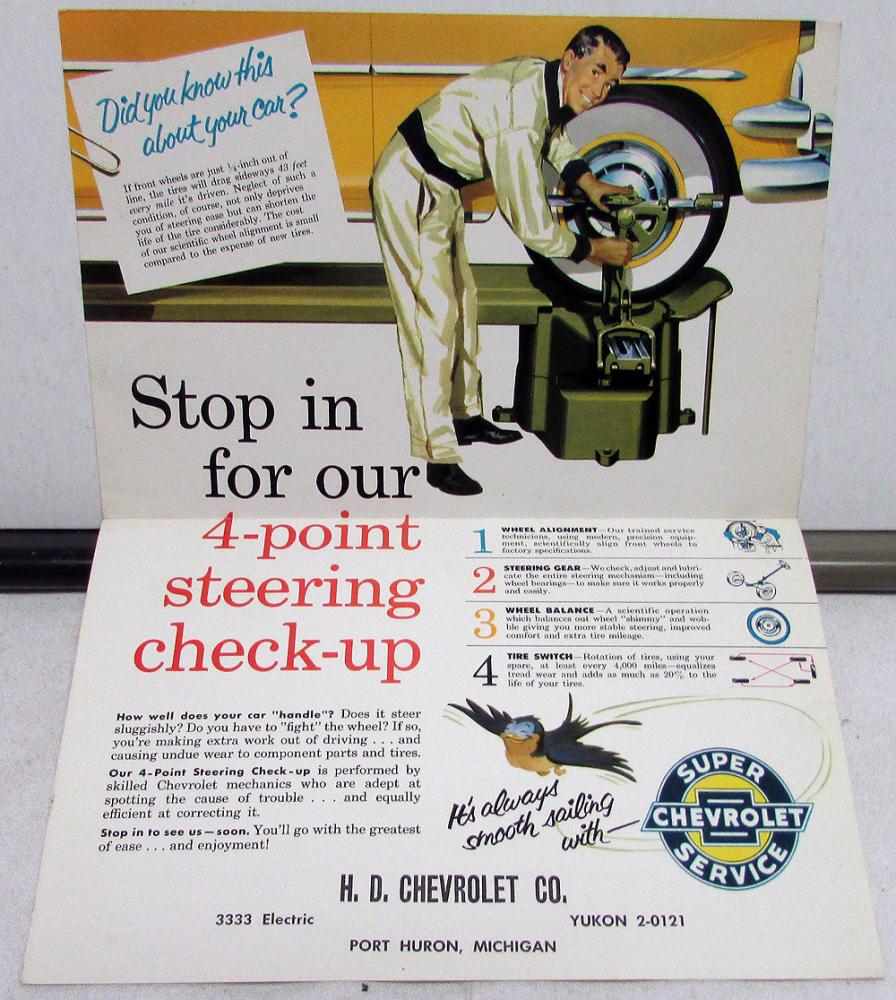 Did you know this
about your car?
If front wheels are just ¼-inch out of
line, the tires will drag sideways 43 feet
every mile it's driven. Neglect of such a
condition, of course, not only deprives
you of steering ease but can shorten the
life of the tire considerably. The cost
of our scientific wheel alignment is small
compared to the expense of new tires.
Stop in
for our
4-point
steering
check-up
1 WHEEL ALIGNMENT—Our trained service
technicians, using modern, precision equip-
ment, scientifically align front wheels to
factory specifications.
2 STEERING GEAR—We check, adjust and lubri-
cate the entire steering mechanism—including
wheel bearings—to make sure it works properly
and easily.
3 WHEEL BALANCE—A scientific operation
which balances out wheel "shimmy" and wob-
ble giving you more stable steering, improved
comfort and extra tire mileage.
4 TIRE SWITCH—Rotation of tires, using your
spare, at least every 4,000 miles—equalizes
tread wear and adds as much as 20% to the
life of your tires.
How well does your car "handle"? Does it steer
sluggishly? Do you have to "fight" the wheel? If so,
you're making extra work out of driving . . . and
causing undue wear to component parts and tires.
Our 4-Point Steering Check-up is performed by
skilled Chevrolet mechanics who are adept at
spotting the cause of trouble . . . and equally
efficient at correcting it.
Stop in to see us—soon. You'll go with the greatest
of ease . . . and enjoyment!
It's always
smooth sailing
with—
SUPER
CHEVROLET
SERVICE
H. D. CHEVROLET CO.
3333 Electric YUKON 2-0121
PORT HURON, MICHIGAN